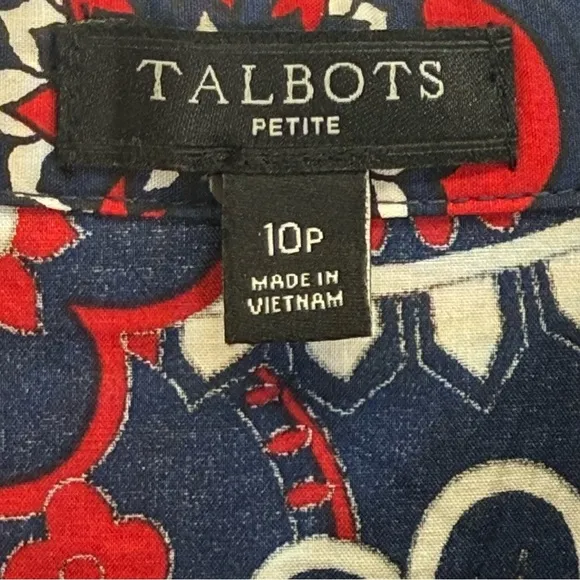 TALBOTS
PETITE
10P
MADE IN
VIETNAM